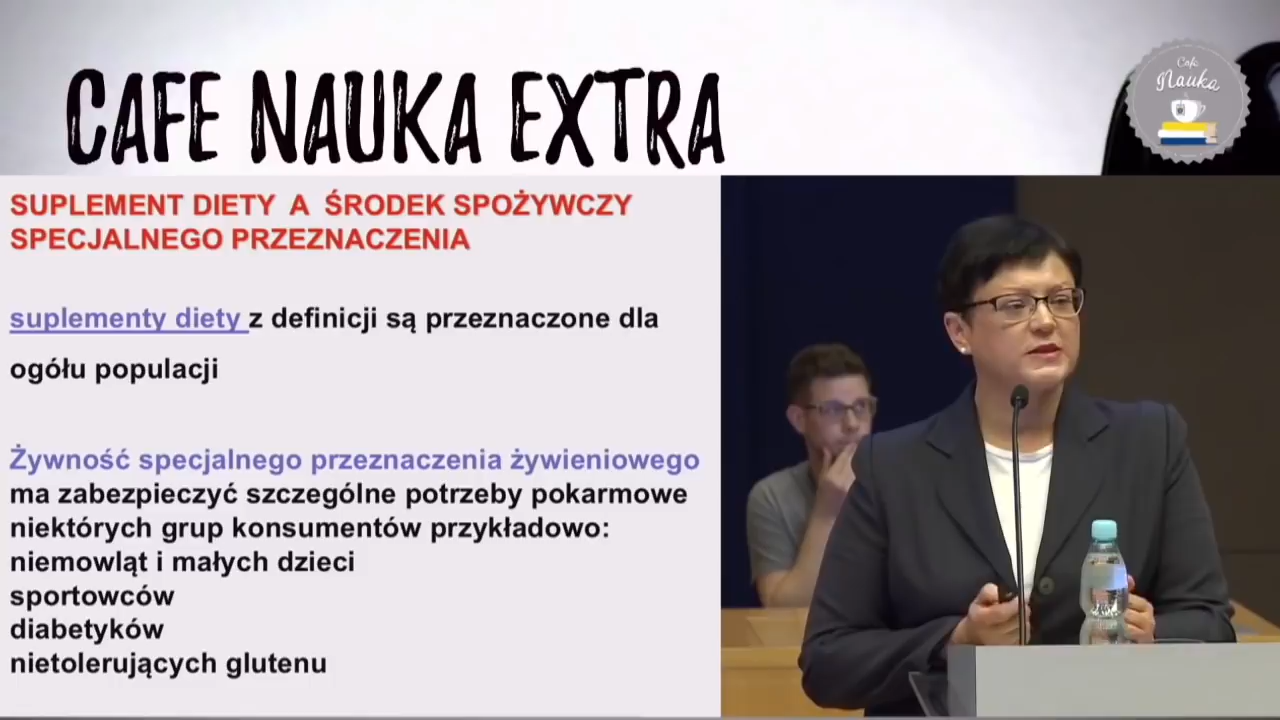 CAFE NAUKA EXTRA
Cafe
Nauka
SUPLEMENT DIETY A ŚRODEK SPOŻYWCZY
SPECJALNEGO PRZEZNACZENIA
suplementy diety z definicji są przeznaczone dla
ogółu populacji
Żywność specjalnego przeznaczenia żywieniowego
ma zabezpieczyć szczególne potrzeby pokarmowe
niektórych grup konsumentów przykładowo:
niemowląt i małych dzieci
sportowców
diabetyków
nietolerujących glutenu